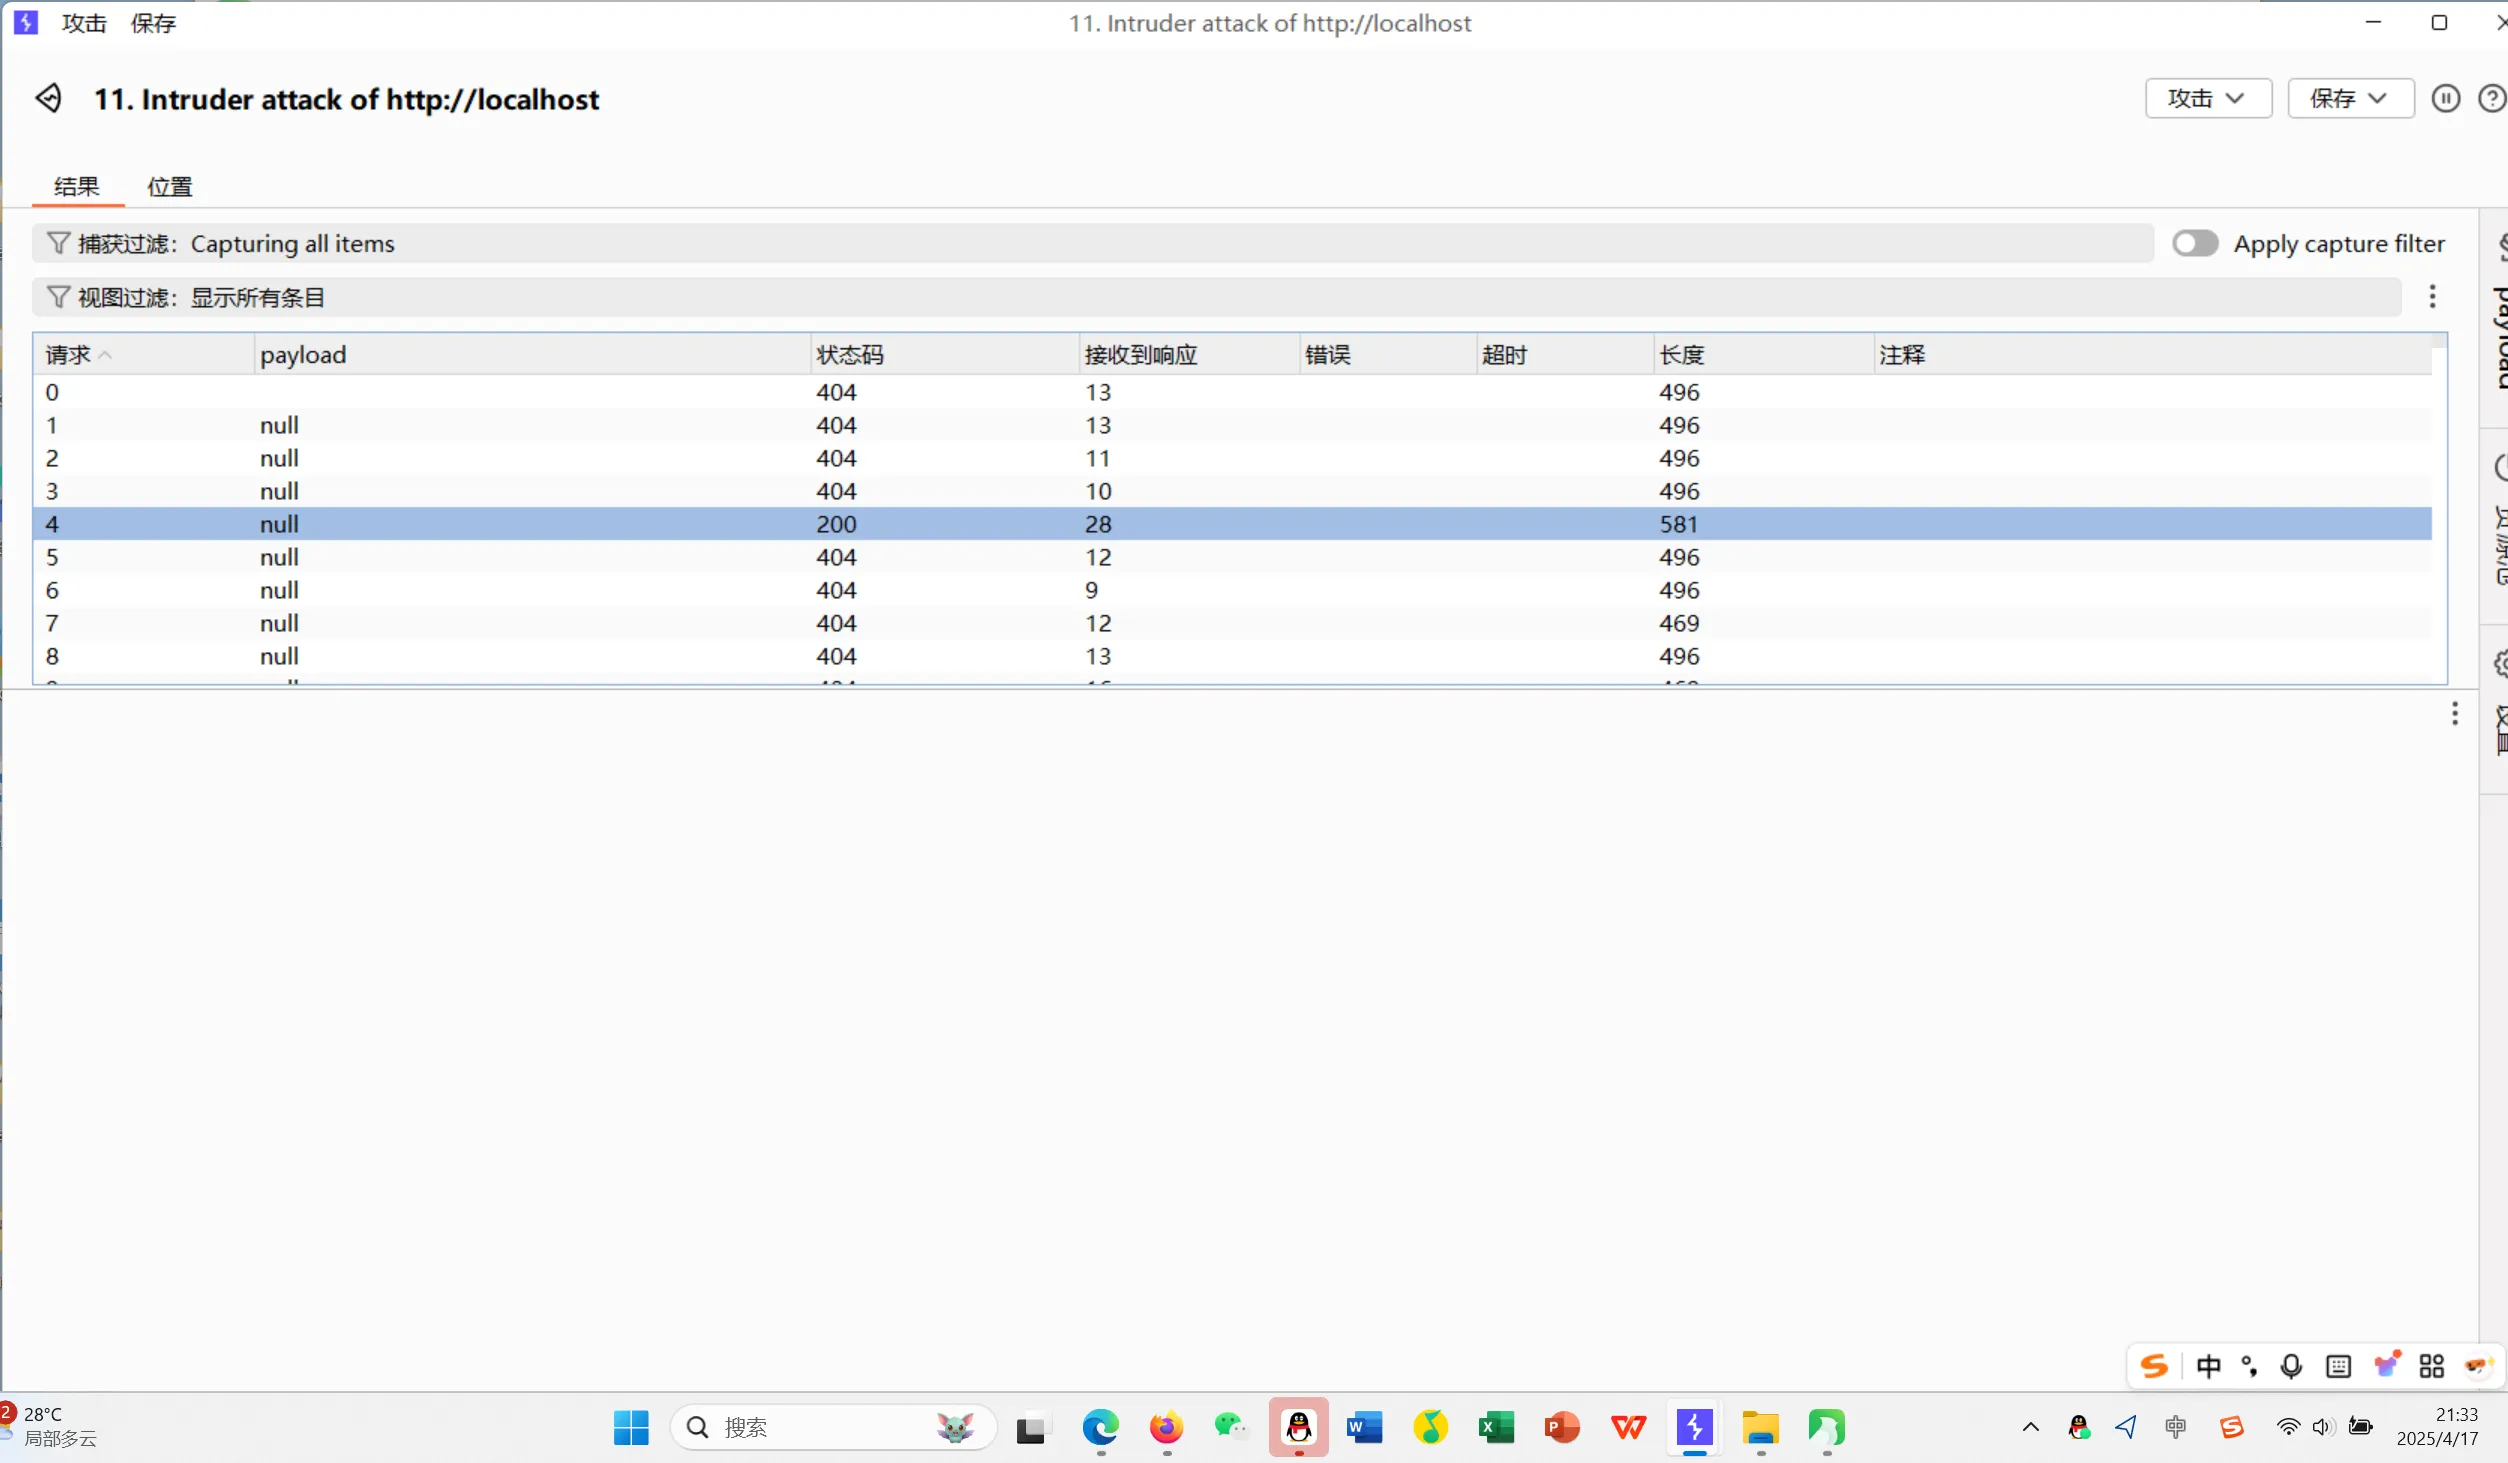 攻击 保存 11. Intruder attack of http://localhost
11. Intruder attack of http://localhost 攻击 保存
结果 位置
捕获过滤：Capturing all items Apply capture filter
视图过滤：显示所有条目
payload
请求 payload 状态码 接收到响应 错误 超时 长度 注释
0 404 13 496
1 null 404 13 496
2 null 404 11 496
3 null 404 10 496
4 null 200 28 581
5 null 404 12 496
6 null 404 9 496
7 null 404 12 469
8 null 404 13 496
中
2
28°C
局部多云
搜索
中
21:33
2025/4/17